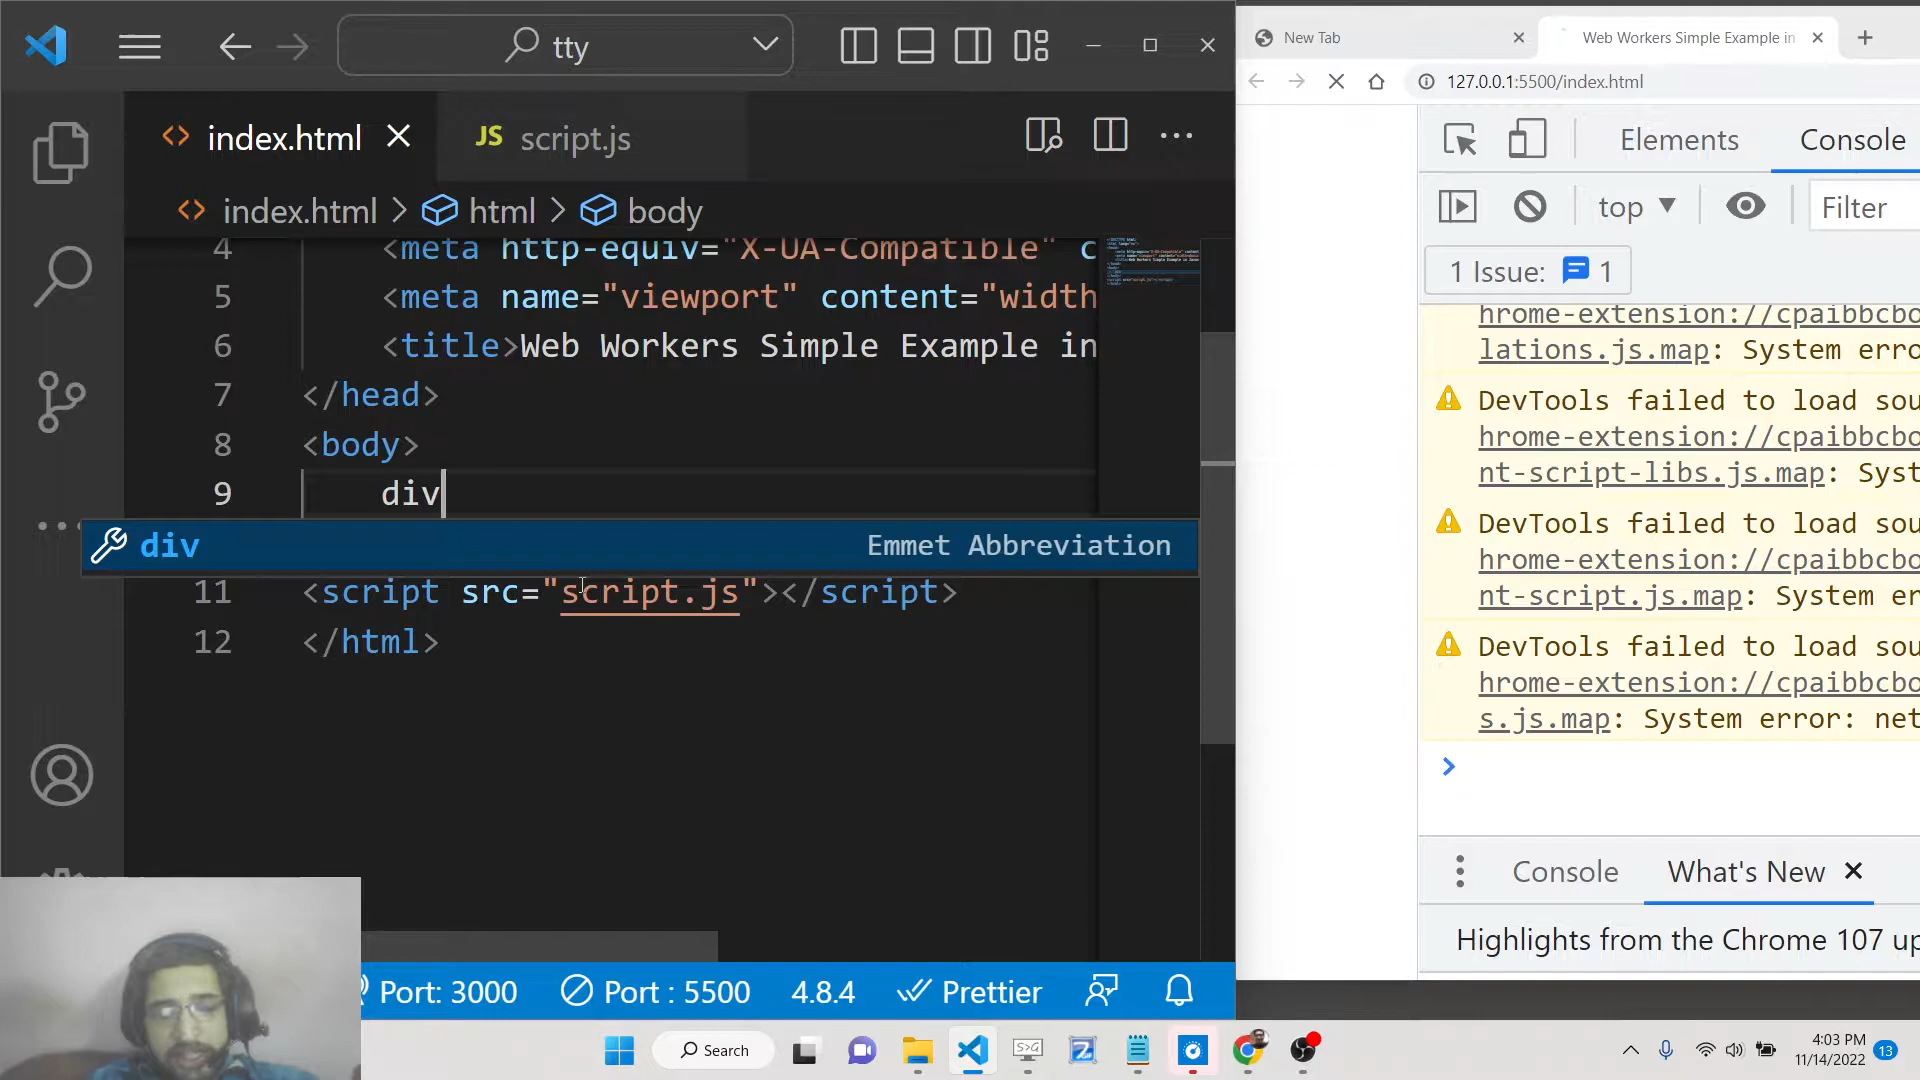 tty
index.html
JS script.js
index.html > html > body
4 <meta http-equiv="X-UA-Compatible" c
5 <meta name="viewport" content="width
6 <title>Web Workers Simple Example in
7 </head>
8 <body>
9 div
div Emmet Abbreviation
11 <script src="script.js"></script>
12 </html>
Port: 3000 Port : 5500 4.8.4 Prettier
New Tab
Web Workers Simple Example in
127.0.0.1:5500/index.html
Elements Console
top Filter
1 Issue: 1
hrome-extension://cpaibbcbo
lations.js.map: System erro
DevTools failed to load sou
hrome-extension://cpaibbcbo
nt-script-libs.js.map: Syst
DevTools failed to load sou
hrome-extension://cpaibbcbo
nt-script.js.map: System er
DevTools failed to load sou
hrome-extension://cpaibbcbo
s.js.map: System error: net
Console What's New
Highlights from the Chrome 107 up
Search
4:03 PM
11/14/2022
13